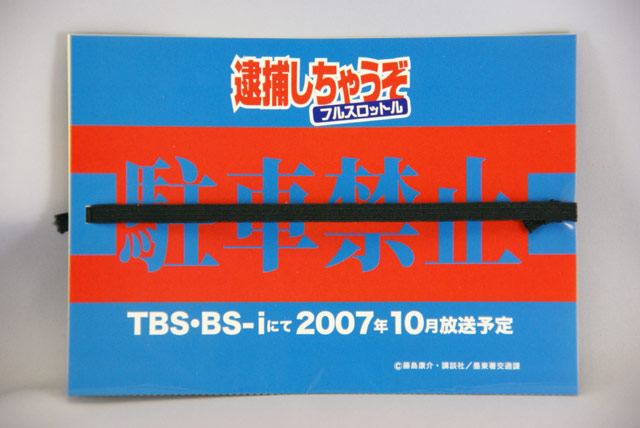 逮捕しちゃうぞ
フルスロットル
駐車禁止
TBS・BS-iにて2007年10月放送予定
©藤島康介・講談社／墨東署交通課